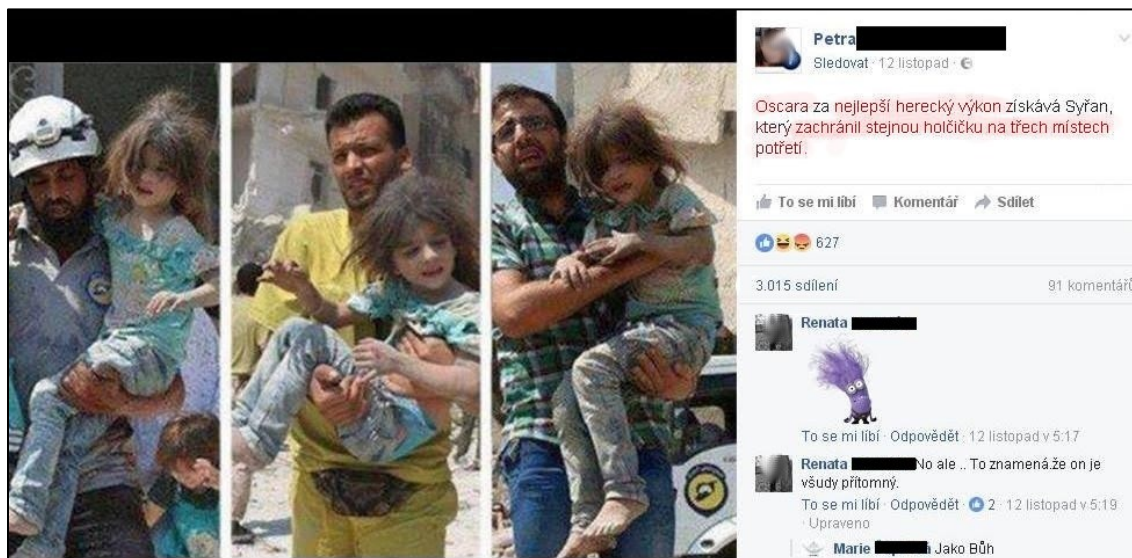 Petra
Sledovat · 12 listopad ·
Oscara za nejlepší herecký výkon získává Syřan,
který zachránil stejnou holčičku na třech místech
potřetí.
To se mi líbí Komentář Sdílet
627
3.015 sdílení 91 komentářů
Renata
To se mi líbí · Odpovědět · 12 listopad v 5:17
Renata No ale .. To znamená.že on je
všudy přítomný.
To se mi líbí · Odpovědět · 2 · 12 listopad v 5:19
· Upraveno
Marie Jako Bůh